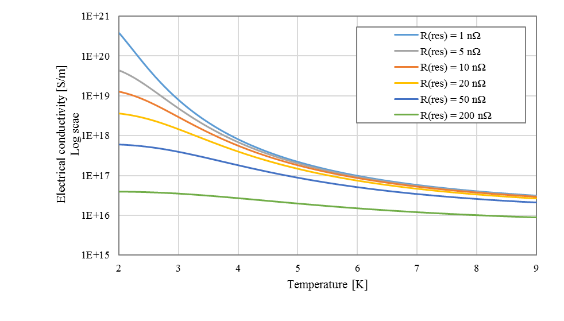 1E+21
1E+20
1E+19
1E+18
1E+17
1E+16
1E+15
Electrical conductivity [S/m]
Log scae
R(res) = 1 nΩ
R(res) = 5 nΩ
R(res) = 10 nΩ
R(res) = 20 nΩ
R(res) = 50 nΩ
R(res) = 200 nΩ
2 3 4 5 6 7 8 9
Temperature [K]